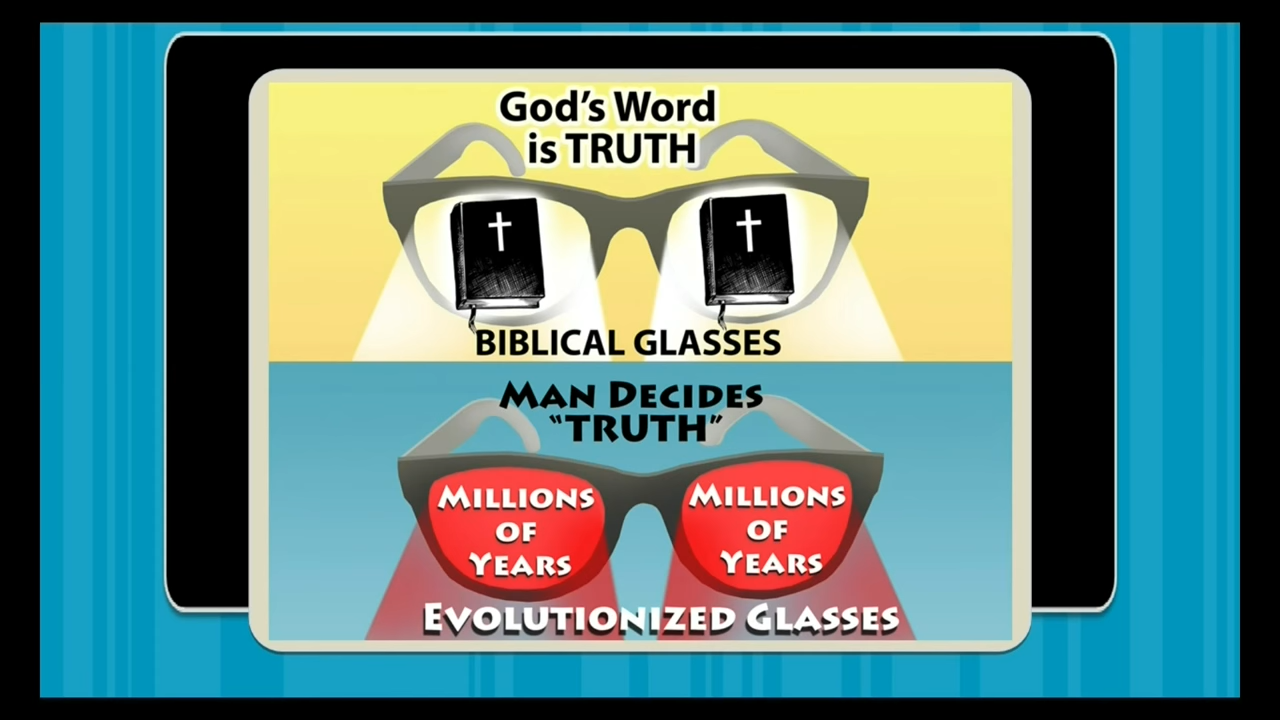 God's Word
is TRUTH
BIBLICAL GLASSES
MAN DECIDES
"TRUTH"
MILLIONS
OF
YEARS
MILLIONS
OF
YEARS
EVOLUTIONIZED GLASSES